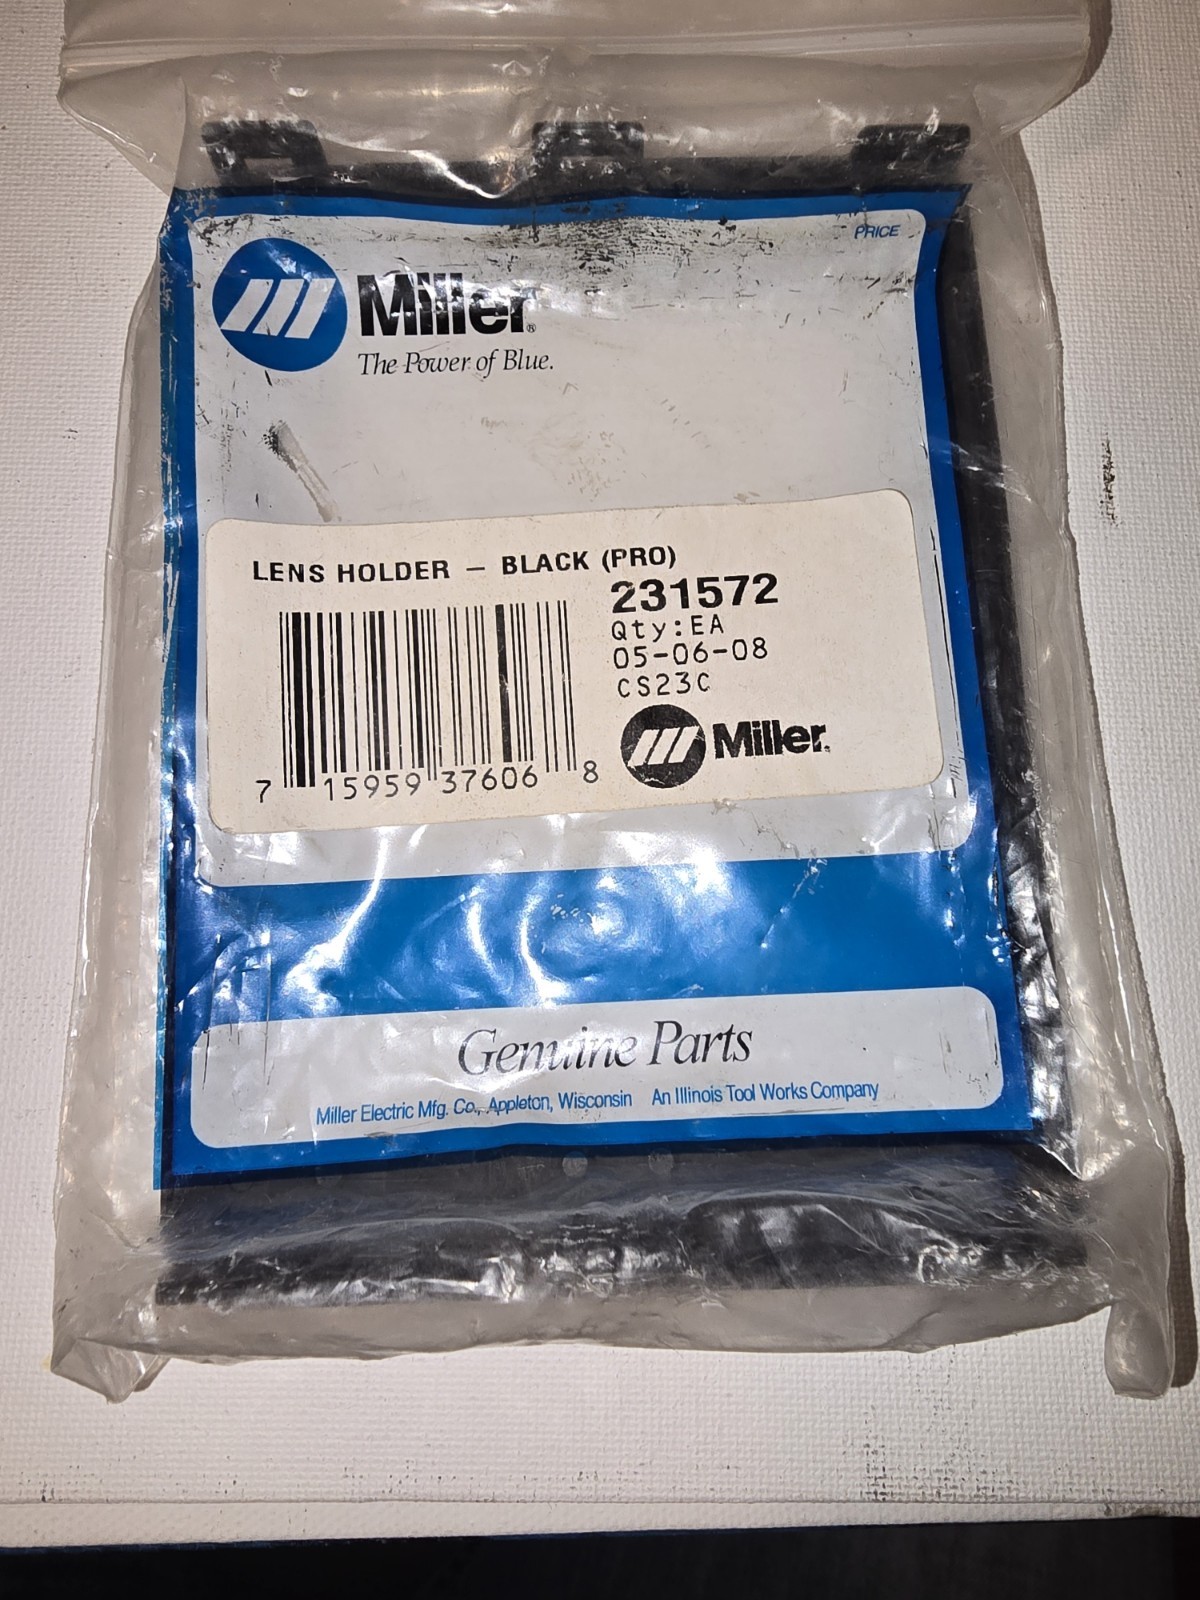 PRICE
Miller®
The Power of Blue.
LENS HOLDER – BLACK (PRO)
231572
Qty:EA
05-06-08
CS23C
Miller.
7 15959 37606 8
Genuine Parts
Miller Electric Mfg. Co., Appleton, Wisconsin An Illinois Tool Works Company